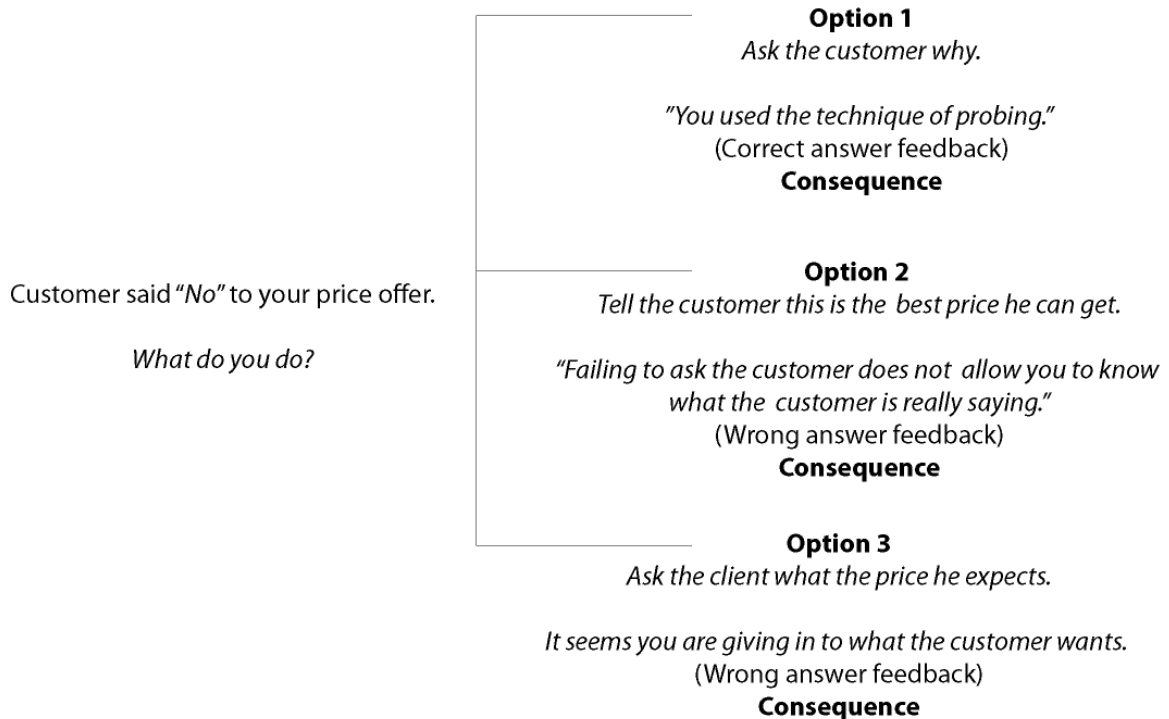 Option 1
Ask the customer why.
"You used the technique of probing."
(Correct answer feedback)
Consequence
Customer said "No" to your price offer.
What do you do?
Option 2
Tell the customer this is the best price he can get.
"Failing to ask the customer does not allow you to know
what the customer is really saying."
(Wrong answer feedback)
Consequence
Option 3
Ask the client what the price he expects.
It seems you are giving in to what the customer wants.
(Wrong answer feedback)
Consequence